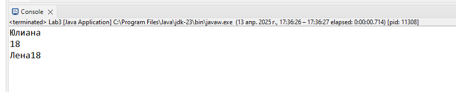 Console
<terminated> Lab3 [Java Application] C:\Program Files\Java\jdk-23\bin\javaw.exe (13 апр. 2025 г., 17:36:26 – 17:36:27 elapsed: 0:00:00.714) [pid: 11308]
Юлиана
18
Лена18